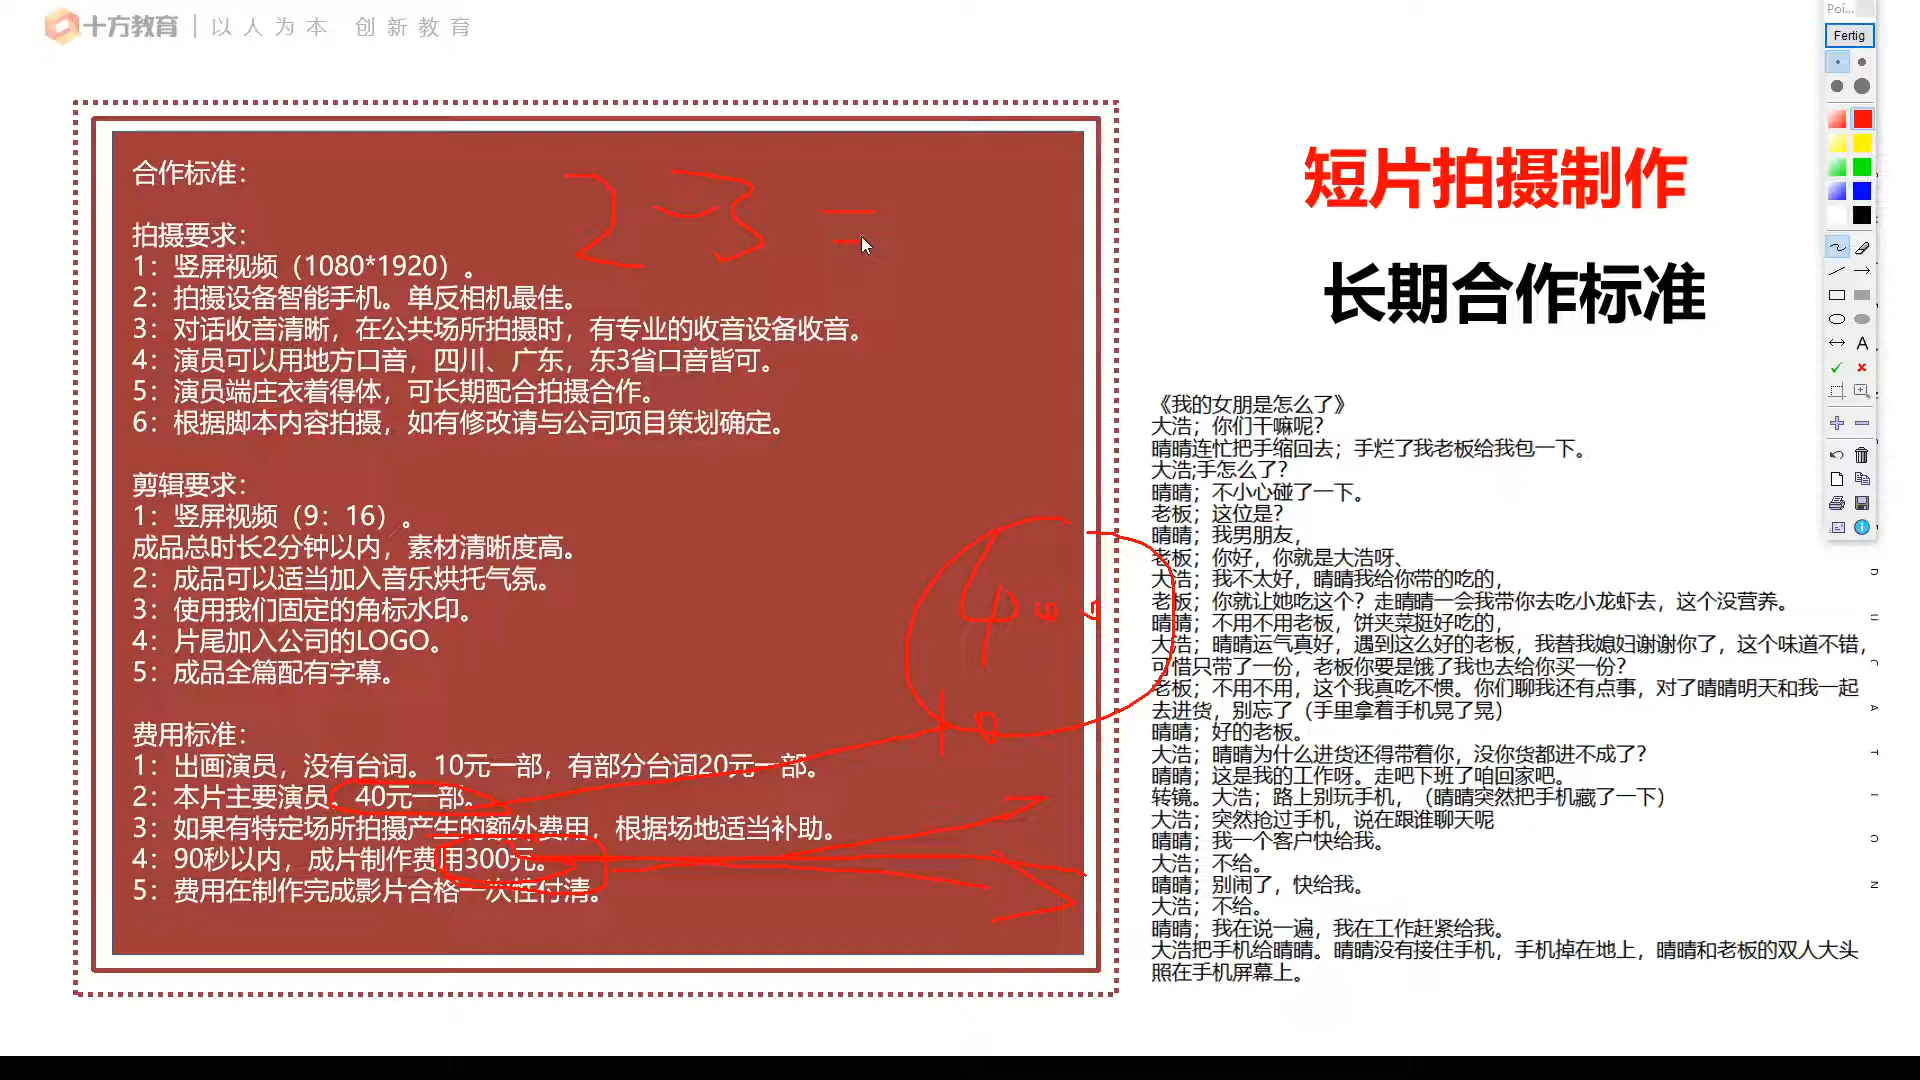 十方教育 | 以人为本 创新教育
合作标准：
拍摄要求：
1：竖屏视频（1080*1920）。
2：拍摄设备智能手机。单反相机最佳。
3：对话收音清晰，在公共场所拍摄时，有专业的收音设备收音。
4：演员可以用地方口音，四川、广东，东3省口音皆可。
5：演员端庄衣着得体，可长期配合拍摄合作。
6：根据脚本内容拍摄，如有修改请与公司项目策划确定。
剪辑要求：
1：竖屏视频（9：16）。
成品总时长2分钟以内，素材清晰度高。
2：成品可以适当加入音乐烘托气氛。
3：使用我们固定的角标水印。
4：片尾加入公司的LOGO。
5：成品全篇配有字幕。
费用标准：
1：出画演员，没有台词。10元一部，有部分台词20元一部。
2：本片主要演员。40元一部。
3：如果有特定场所拍摄产生的额外费用，根据场地适当补助。
4：90秒以内，成片制作费用300元。
5：费用在制作完成影片合格一次性付清。
2-3 =
短片拍摄制作
长期合作标准
《我的女朋是怎么了》
大浩；你们干嘛呢？
晴晴连忙把手缩回去；手烂了我老板给我包一下。
大浩;手怎么了？
晴晴；不小心碰了一下。
老板；这位是？
晴晴；我男朋友，
老板；你好，你就是大浩呀、
大浩；我不太好，晴晴我给你带的吃的，
老板；你就让她吃这个？走晴晴一会我带你去吃小龙虾去，这个没营养。
晴晴；不用不用老板，饼夹菜挺好吃的，
大浩；晴晴运气真好，遇到这么好的老板，我替我媳妇谢谢你了，这个味道不错，
可惜只带了一份，老板你要是饿了我也去给你买一份？
老板；不用不用，这个我真吃不惯。你们聊我还有点事，对了晴晴明天和我一起
去进货，别忘了（手里拿着手机晃了晃）
晴晴；好的老板。
大浩；晴晴为什么进货还得带着你，没你货都进不成了？
晴晴；这是我的工作呀。走吧下班了咱回家吧。
转镜。大浩；路上别玩手机，（晴晴突然把手机藏了一下）
大浩；突然抢过手机，说在跟谁聊天呢
晴晴；我一个客户快给我。
大浩；不给。
晴晴；别闹了，快给我。
大浩；不给。
晴晴；我在说一遍，我在工作赶紧给我。
大浩把手机给晴晴。晴晴没有接住手机，手机掉在地上，晴晴和老板的双人大头
照在手机屏幕上。
Poi...
Fertig
A